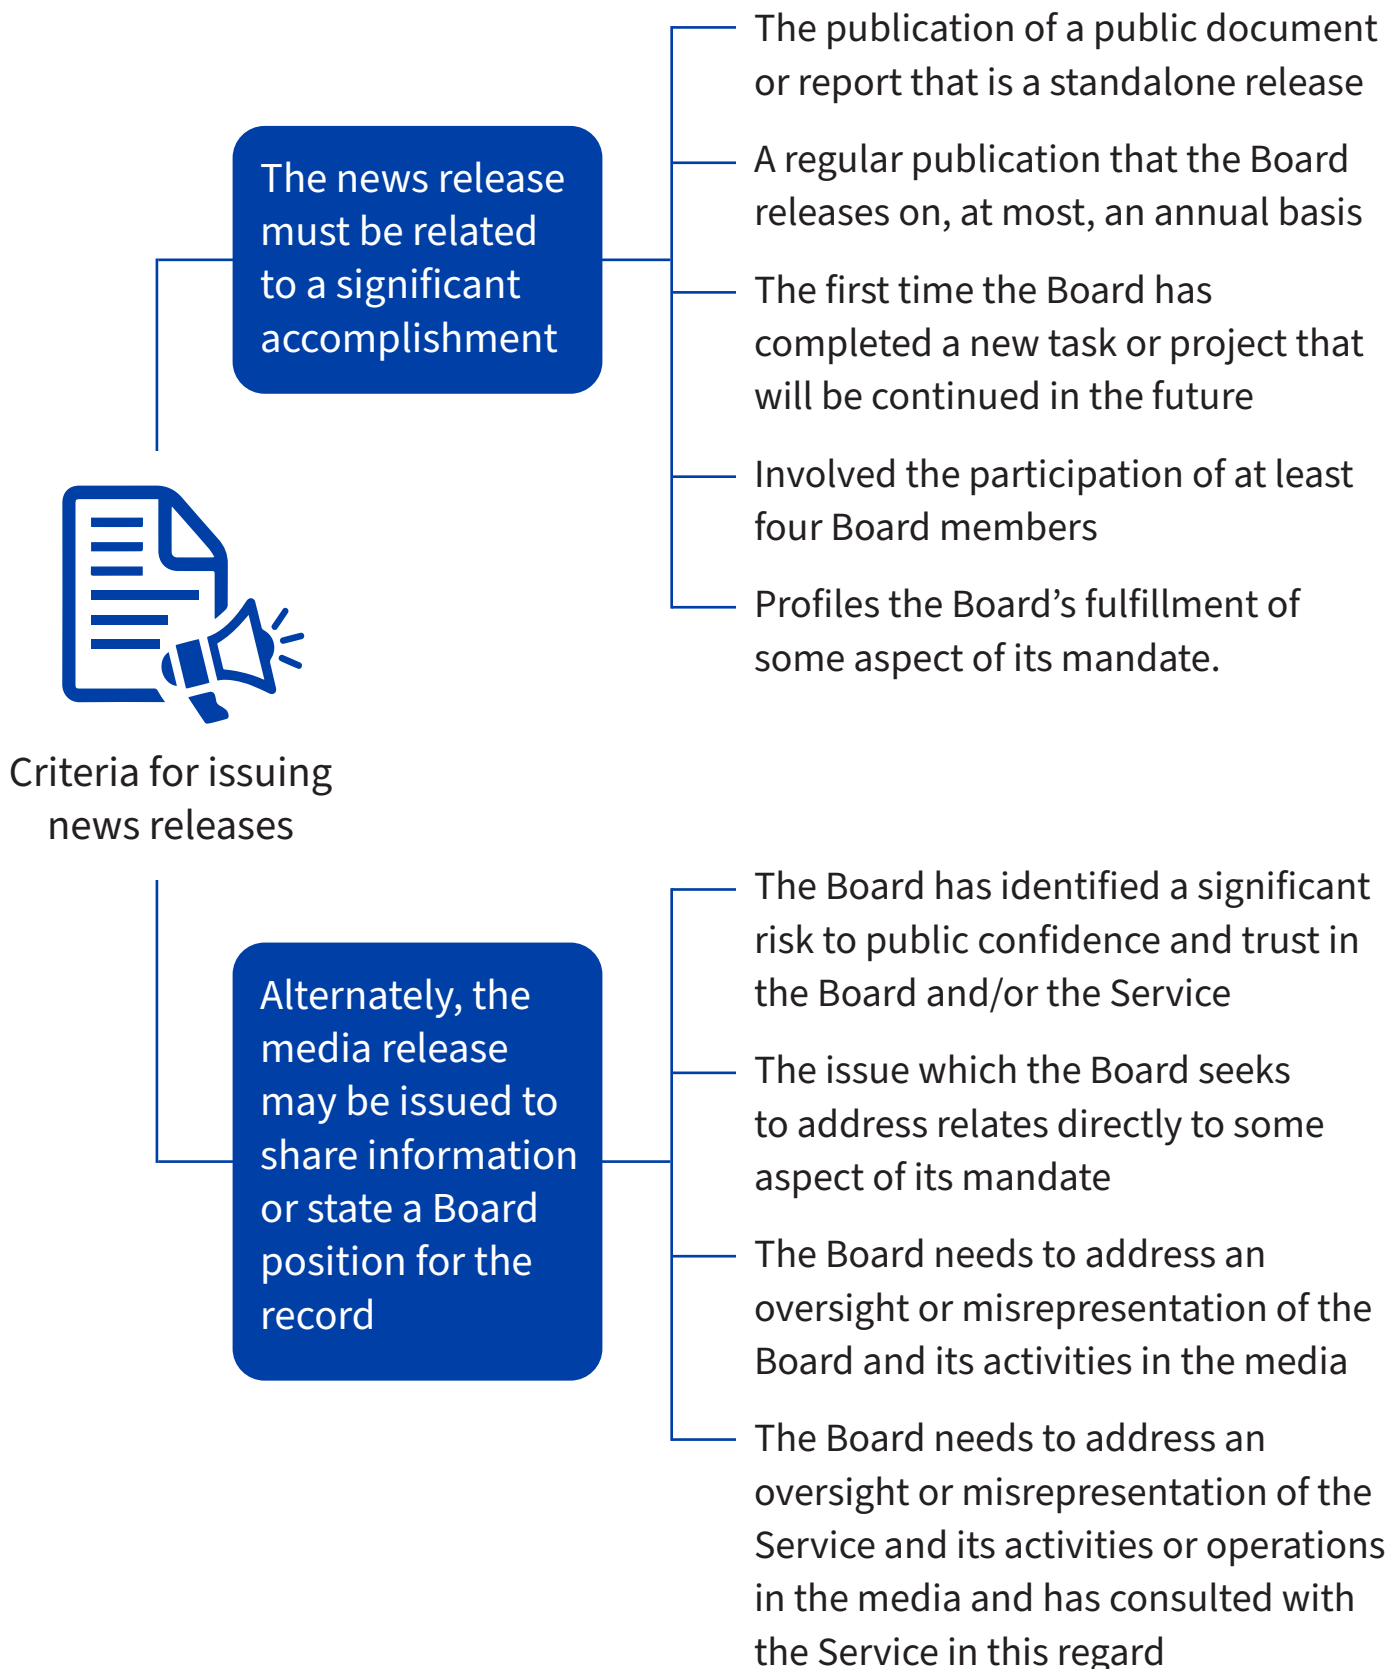 Criteria for issuing
news releases
The news release
must be related
to a significant
accomplishment
The publication of a public document
or report that is a standalone release
A regular publication that the Board
releases on, at most, an annual basis
The first time the Board has
completed a new task or project that
will be continued in the future
Involved the participation of at least
four Board members
Profiles the Board’s fulfillment of
some aspect of its mandate.
Alternately, the
media release
may be issued to
share information
or state a Board
position for the
record
The Board has identified a significant
risk to public confidence and trust in
the Board and/or the Service
The issue which the Board seeks
to address relates directly to some
aspect of its mandate
The Board needs to address an
oversight or misrepresentation of the
Board and its activities in the media
The Board needs to address an
oversight or misrepresentation of the
Service and its activities or operations
in the media and has consulted with
the Service in this regard